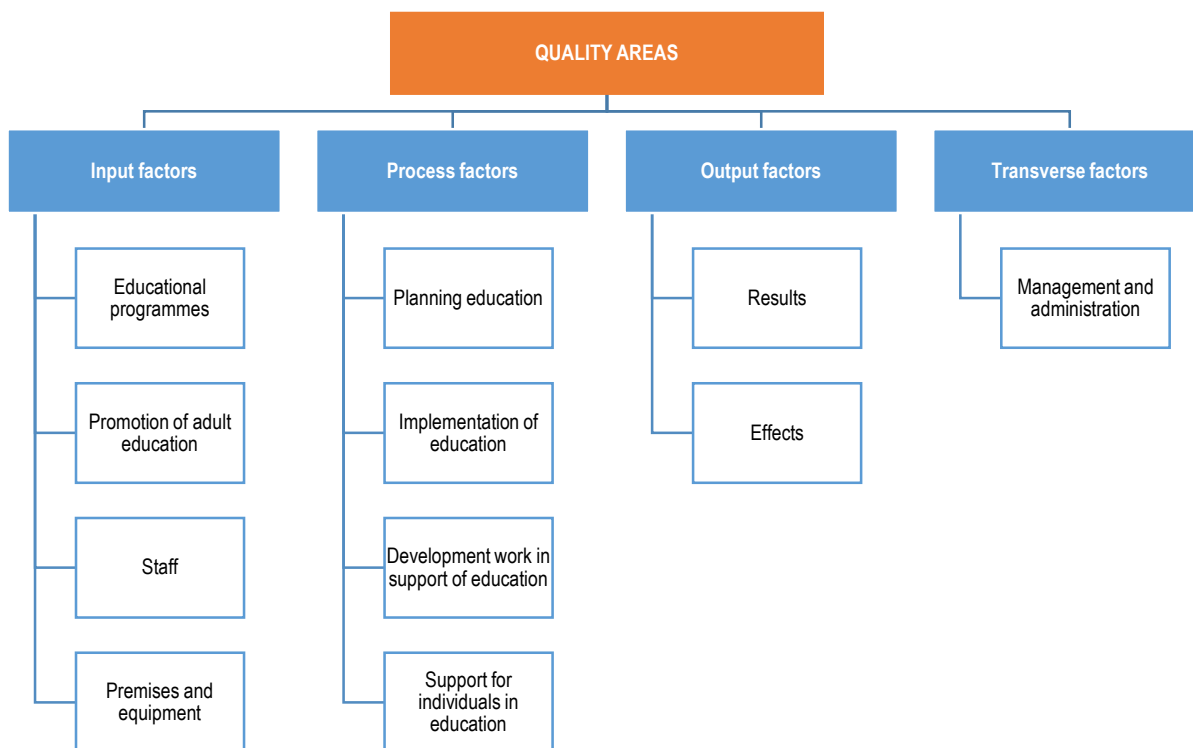 QUALITY AREAS
Input factors
Process factors
Output factors
Transverse factors
Educational
programmes
Planning education
Results
Management and
administration
Promotion of adult
education
Implementation of
education
Effects
Staff
Development work in
support of education
Premises and
equipment
Support for
individuals in
education